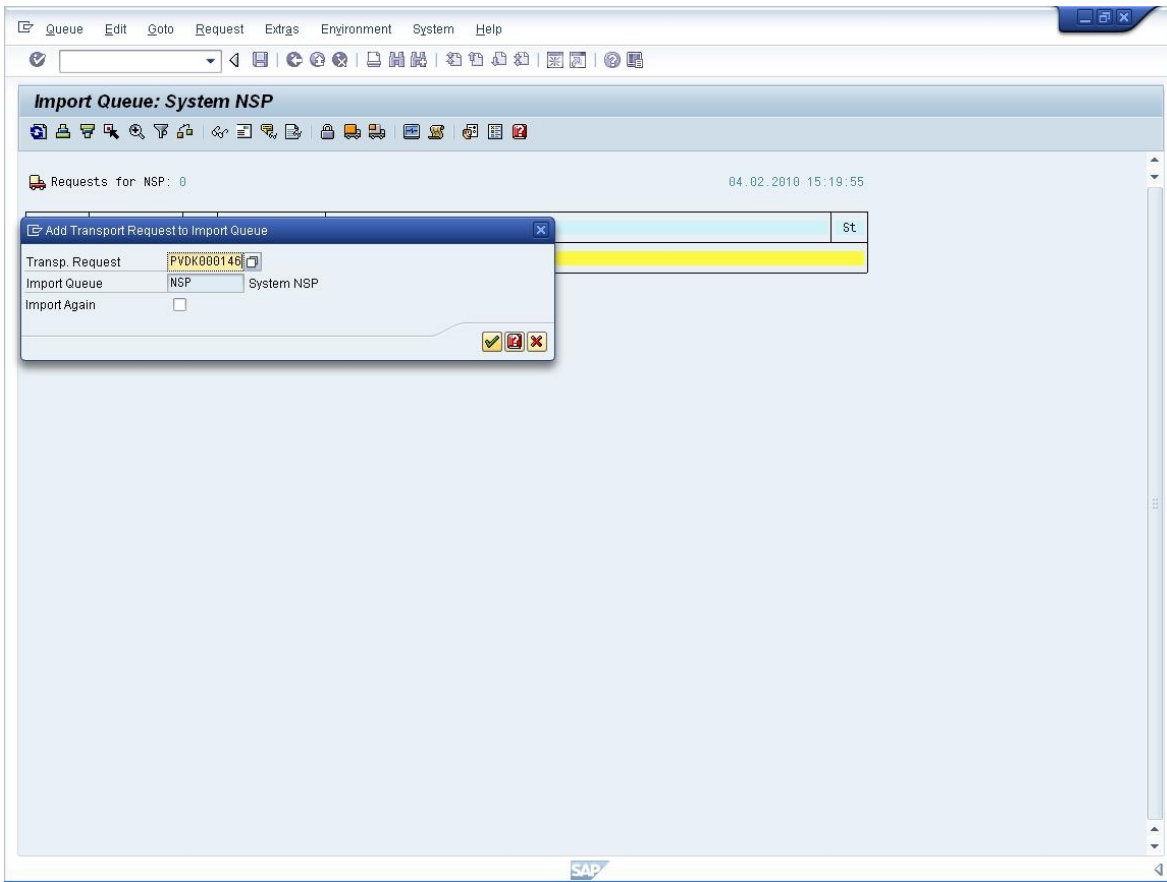 Queue Edit Goto Request Extras Environment System Help
Import Queue: System NSP
Requests for NSP: 0 04.02.2010 15:19:55
St
Add Transport Request to Import Queue
Transp. Request PVDK000146
Import Queue NSP System NSP
Import Again
SAP